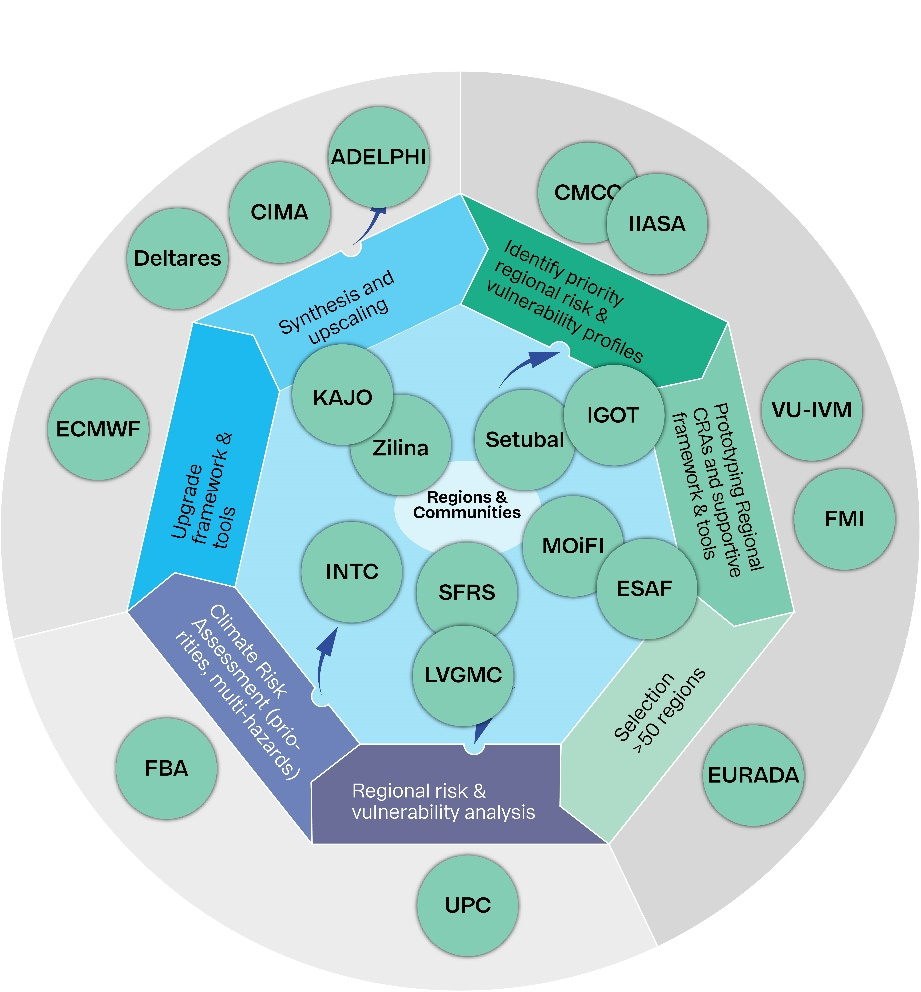 ADELPHI
CIMA
Deltares
ECMWF
CMCC
IIASA
VU-IVM
FMI
EURADA
UPC
FBA
Synthesis and
upscaling
Identify priority
regional risk &
vulnerability profiles
Prototyping Regional
CRAs and supportive
framework & tools
Selection
>50 regions
Regional risk &
vulnerability analysis
Climate Risk
Assessment (prio-
rities, multi-hazards)
Upgrade
framework &
tools
KAJO
Zilina
Setubal
IGOT
Regions &
Communities
MOiFI
ESAF
INTC
SFRS
LVGMC